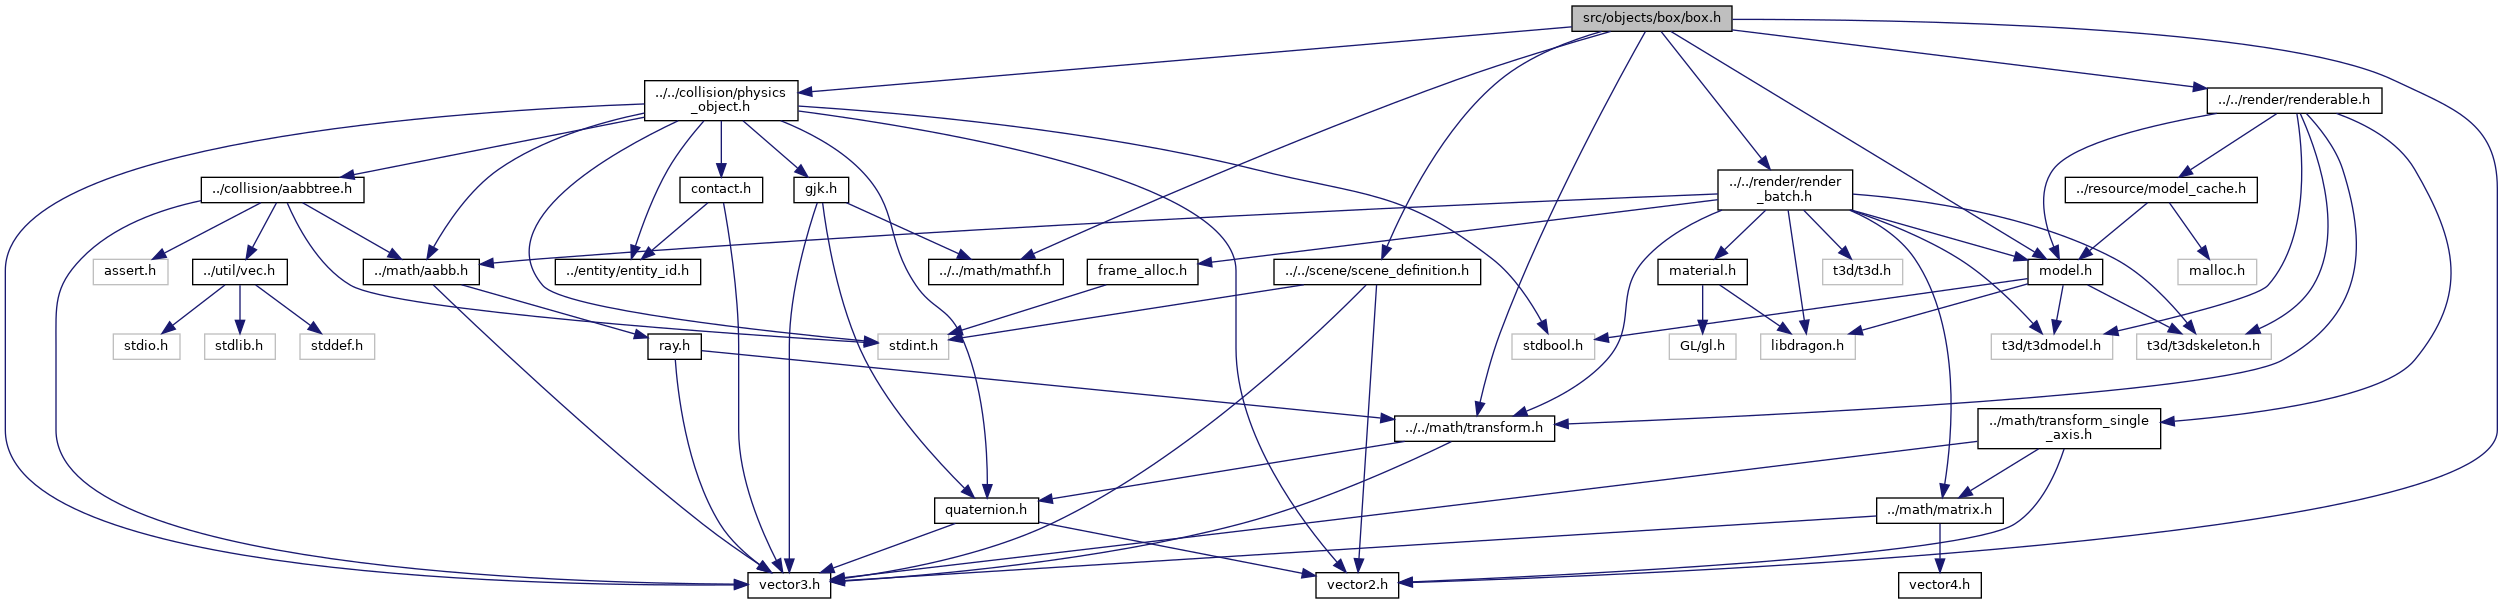 src/objects/box/box.h
../../collision/physics
_object.h
../../render/renderable.h
../collision/aabbtree.h
contact.h
gjk.h
../../render/render
_batch.h
../resource/model_cache.h
assert.h
../util/vec.h
../math/aabb.h
../entity/entity_id.h
../../math/mathf.h
frame_alloc.h
../../scene/scene_definition.h
material.h
t3d/t3d.h
model.h
malloc.h
stdio.h
stdlib.h
stddef.h
ray.h
stdint.h
stdbool.h
GL/gl.h
libdragon.h
t3d/t3dmodel.h
t3d/t3dskeleton.h
../../math/transform.h
../math/transform_single
_axis.h
quaternion.h
../math/matrix.h
vector3.h
vector2.h
vector4.h